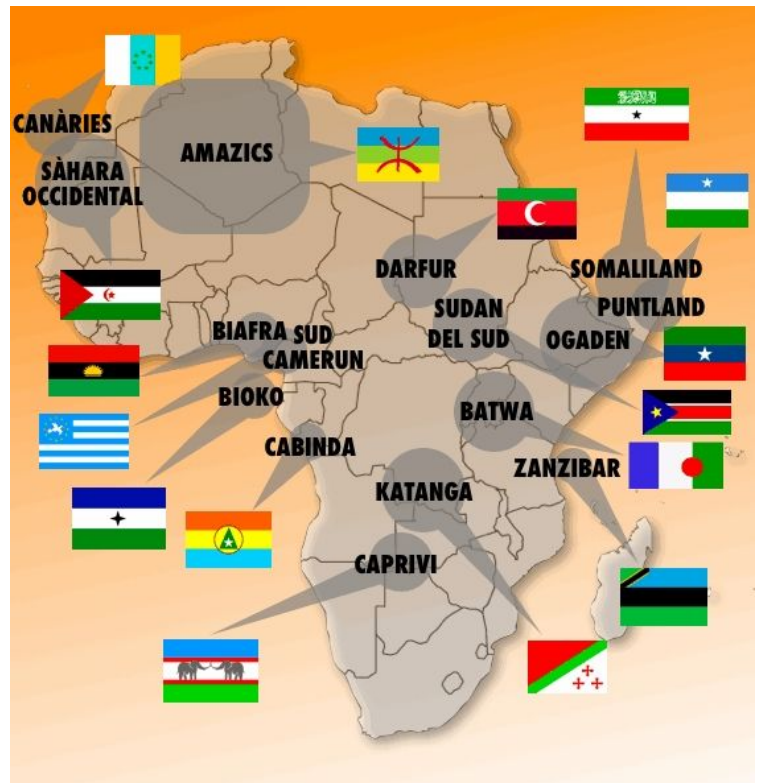 CANÀRIES
SÀHARA
OCCIDENTAL
AMAZICS
DARFUR
SOMALILAND
PUNTLAND
SUDAN
DEL SUD
OGADEN
BIAFRA
SUD
CAMERUN
BIOKO
BATWA
CABINDA
ZANZIBAR
KATANGA
CAPRIVI